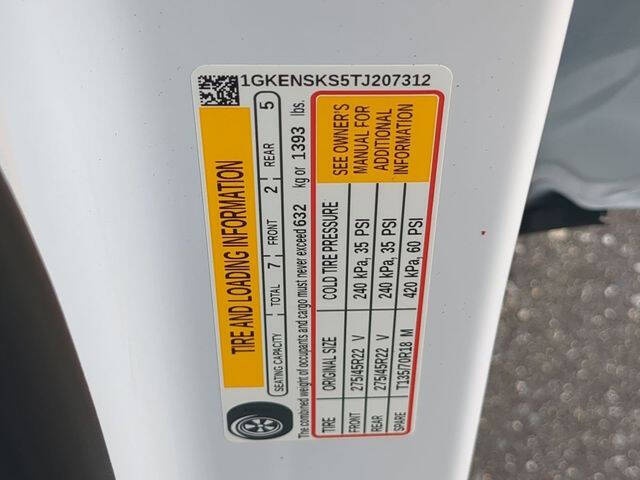 1GKENSKS5TJ207312
TIRE AND LOADING INFORMATION
SEATING CAPACITY TOTAL 7 FRONT 2 REAR 5
The combined weight of occupants and cargo must never exceed 632 kg or 1393 lbs.
TIRE ORIGINAL SIZE COLD TIRE PRESSURE
FRONT 275/45R22 V 240 kPa, 35 PSI
REAR 275/45R22 V 240 kPa, 35 PSI
SPARE T135/70R18 M 420 kPa, 60 PSI
SEE OWNER'S
MANUAL FOR
ADDITIONAL
INFORMATION